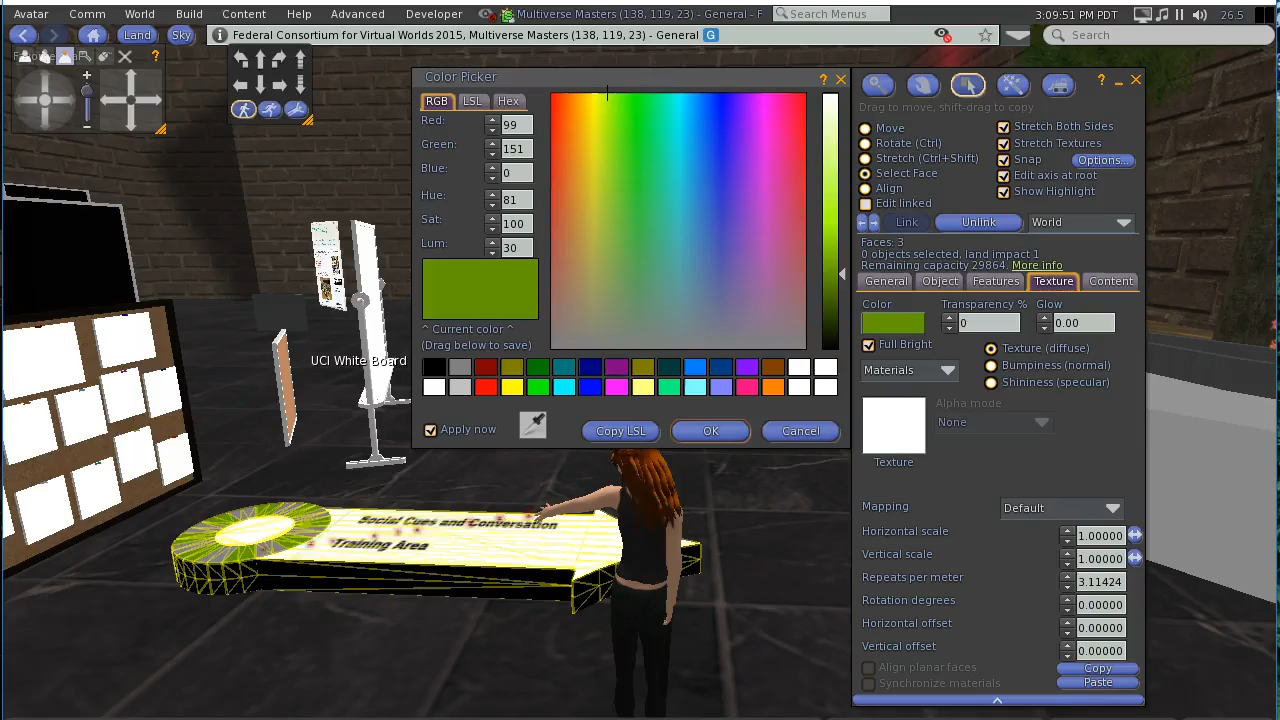 Avatar Comm World Build Content Help Advanced Developer Multiverse Masters (138, 119, 23) - General - F Search Menus 3:09:51 PM PDT 26.5
Land Sky Federal Consortium for Virtual Worlds 2015, Multiverse Masters (138, 119, 23) - General G Search
Color Picker ?
RGB LSL Hex
Red: 99
Green: 151
Blue: 0
Hue: 81
Sat: 100
Lum: 30
^ Current color ^
(Drag below to save)
Apply now Copy LSL OK Cancel
Drag to move, shift-drag to copy
Move
Rotate (Ctrl)
Stretch (Ctrl+Shift)
Select Face
Align
Edit linked
Stretch Both Sides
Stretch Textures
Snap Options...
Edit axis at root
Show Highlight
Link Unlink World
Faces: 3
0 objects selected, land impact 1
Remaining capacity 29864. More info
General Object Features Texture Content
Color Transparency % Glow
0 0.00
Full Bright
Texture (diffuse)
Materials
Bumpiness (normal)
Shininess (specular)
Alpha mode
None
Texture
Mapping Default
Horizontal scale 1.00000
Vertical scale 1.00000
Repeats per meter 3.11424
Rotation degrees 0.00000
Horizontal offset 0.00000
Vertical offset 0.00000
Align planar faces Copy
Synchronize materials Paste
UCI White Board
Social Cues and Conversation
Training Area